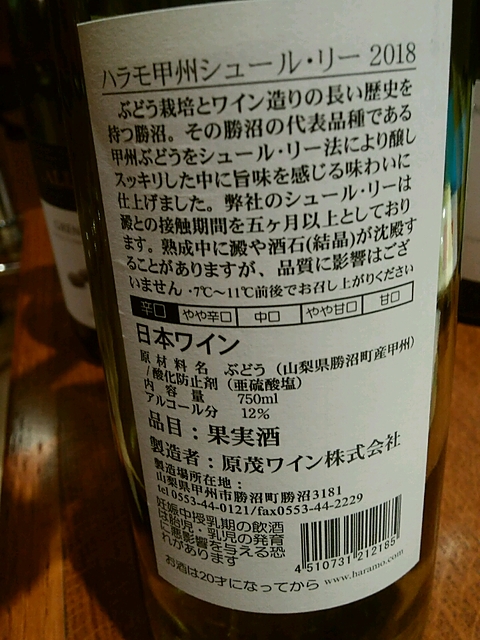 ハラモ甲州シュール・リー 2018
ぶどう栽培とワイン造りの長い歴史を
持つ勝沼。その勝沼の代表品種である
甲州ぶどうをシュール・リー法により醸し
スッキリした中に旨味を感じる味わいに
仕上げました。弊社のシュール・リーは
澱との接触期間を五ヶ月以上としており
ます。熟成中に澱や酒石(結晶)が沈殿す
ることがありますが、品質に影響はござ
いません・7℃～11℃前後でお召し上がりください
辛口 やや辛口 中口 やや甘口 甘口
日本ワイン
原材料名 ぶどう（山梨県勝沼町産甲州）
/酸化防止剤（亜硫酸塩）
内容量 750ml
アルコール分 12%
品目：果実酒
製造者：原茂ワイン株式会社
製造場所在地：
山梨県甲州市勝沼町勝沼3181
tel 0553-44-0121/fax0553-44-2229
妊娠中授乳期の飲酒
は胎児・乳児の発育
に悪影響を与える恐
れがあります
4510731212185
お酒は20才になってから www.haramo.com